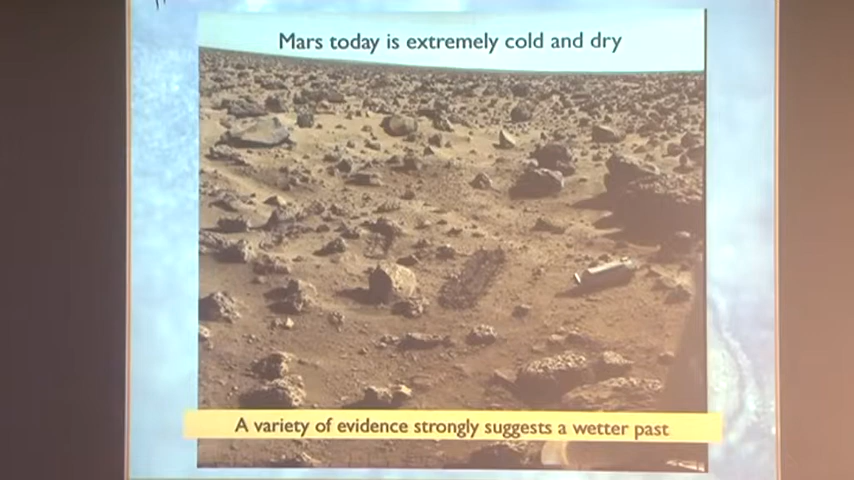 Mars today is extremely cold and dry
A variety of evidence strongly suggests a wetter past